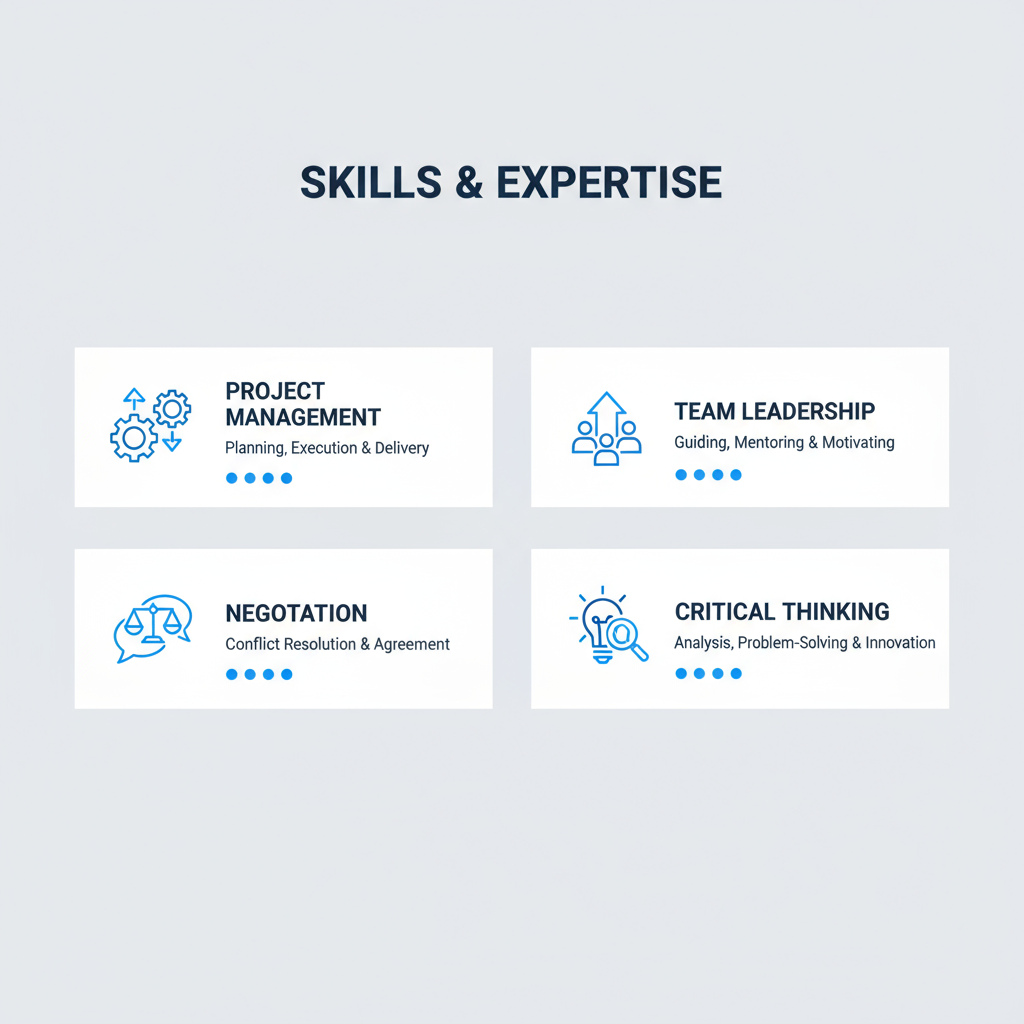 SKILLS & EXPERTISE
PROJECT
MANAGEMENT
Planning, Execution & Delivery
TEAM LEADERSHIP
Guiding, Mentoring & Motivating
NEGOTATION
Conflict Resolution & Agreement
CRITICAL THINKING
Analysis, Problem-Solving & Innovation